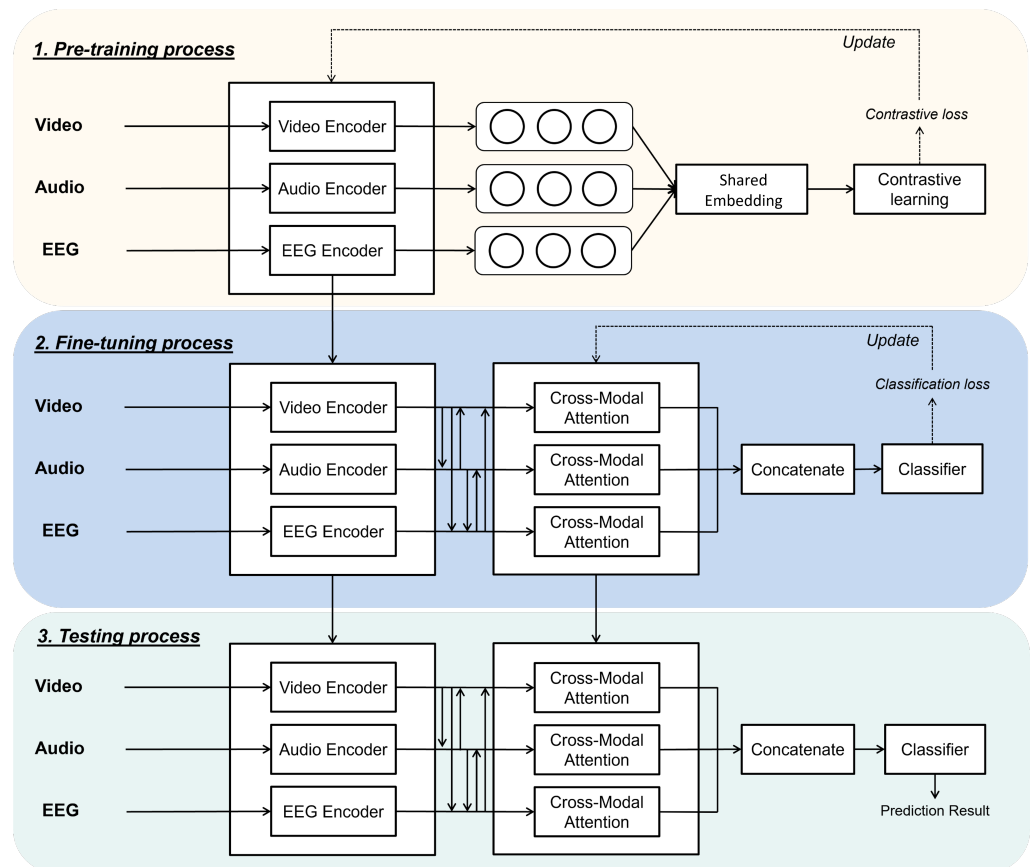 1. Pre-training process
Update
Video
Video Encoder
Contrastive loss
Audio
Audio Encoder
Shared
Embedding
Contrastive
learning
EEG
EEG Encoder
2. Fine-tuning process
Update
Classification loss
Video
Video Encoder
Cross-Modal
Attention
Audio
Audio Encoder
Cross-Modal
Attention
Concatenate
Classifier
EEG
EEG Encoder
Cross-Modal
Attention
3. Testing process
Video
Video Encoder
Cross-Modal
Attention
Audio
Audio Encoder
Cross-Modal
Attention
Concatenate
Classifier
EEG
EEG Encoder
Cross-Modal
Attention
Prediction Result